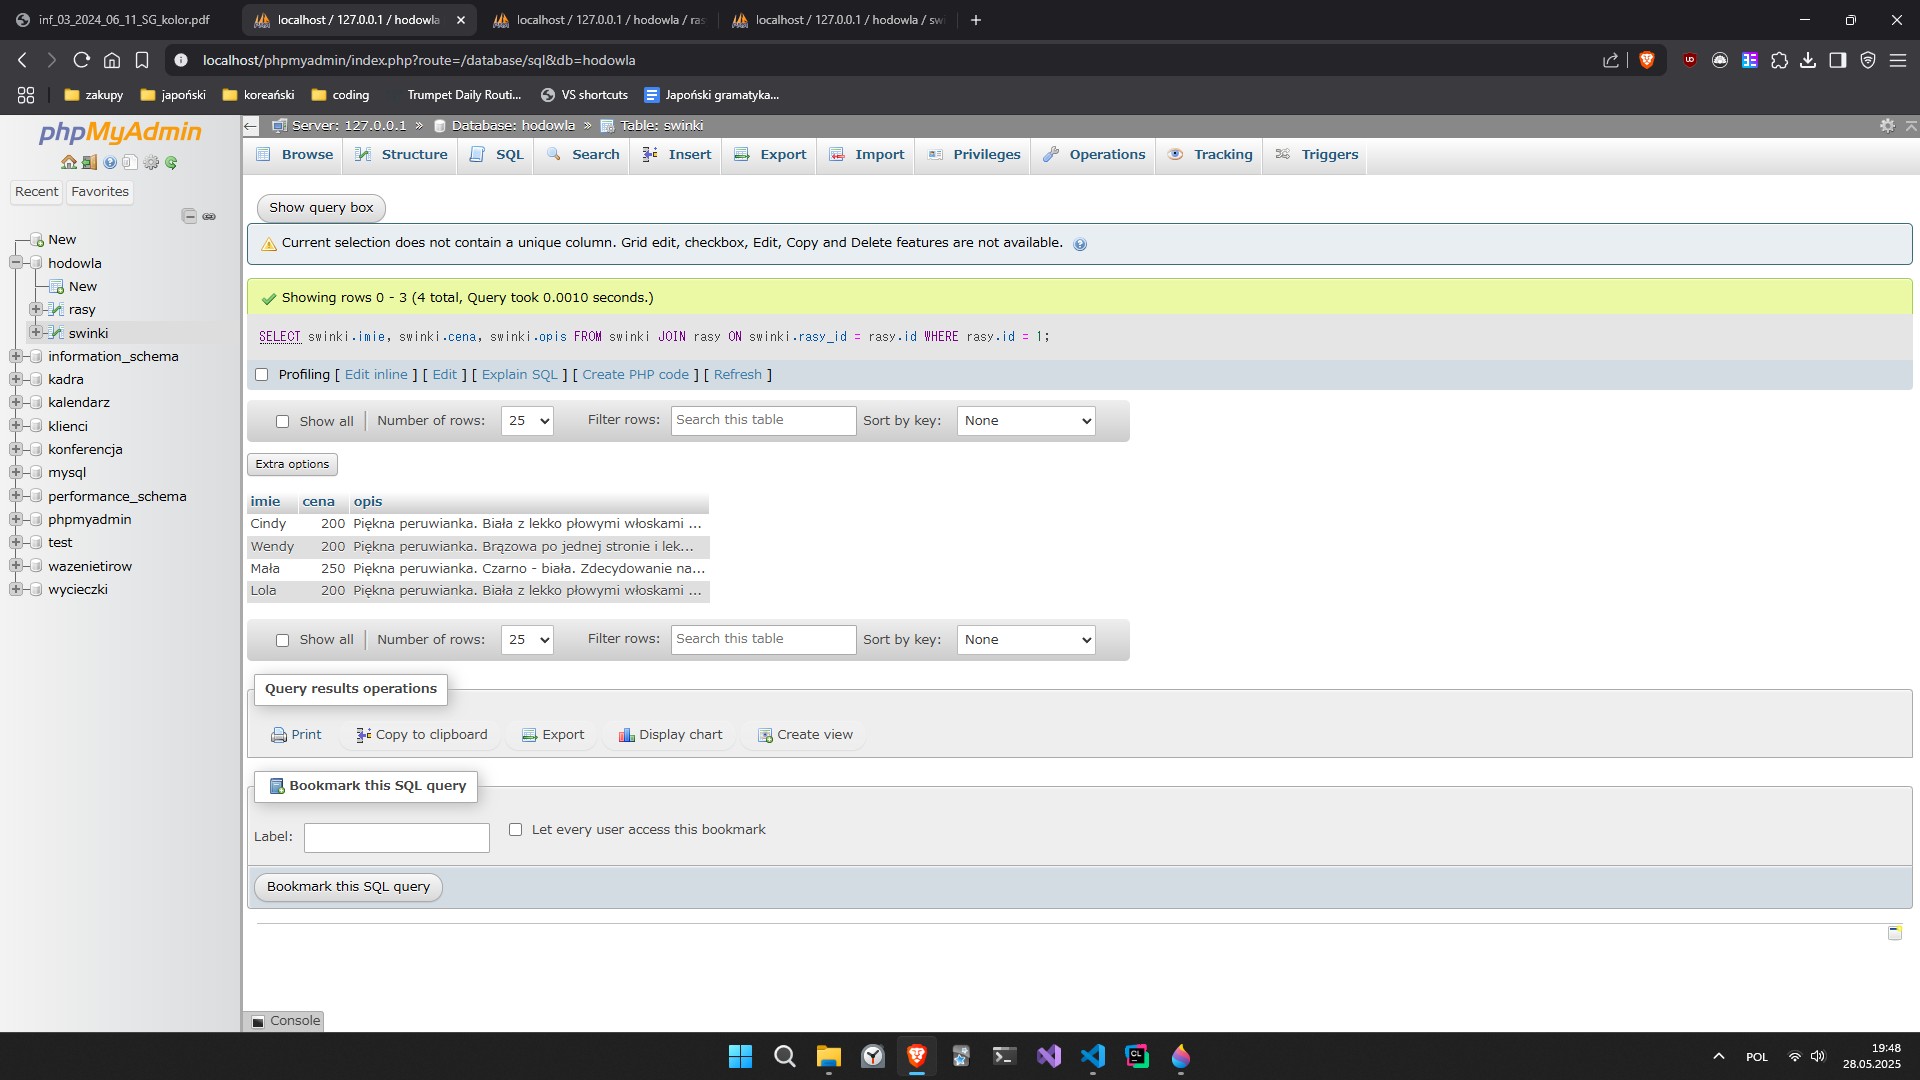 inf_03_2024_06_11_SG_kolor.pdf
localhost / 127.0.0.1 / hodowla
localhost / 127.0.0.1 / hodowla / ras
localhost / 127.0.0.1 / hodowla / swi
localhost/phpmyadmin/index.php?route=/database/sql&db=hodowla
zakupy
japoński
koreański
coding
Trumpet Daily Routi...
VS shortcuts
Japoński gramatyka...
phpMyAdmin
Recent Favorites
New
hodowla
New
rasy
swinki
information_schema
kadra
kalendarz
klienci
konferencja
mysql
performance_schema
phpmyadmin
test
wazenietirow
wycieczki
Server: 127.0.0.1 » Database: hodowla » Table: swinki
Browse Structure SQL Search Insert Export Import Privileges Operations Tracking Triggers
Show query box
Current selection does not contain a unique column. Grid edit, checkbox, Edit, Copy and Delete features are not available.
Showing rows 0 - 3 (4 total, Query took 0.0010 seconds.)
SELECT swinki.imie, swinki.cena, swinki.opis FROM swinki JOIN rasy ON swinki.rasy_id = rasy.id WHERE rasy.id = 1;
Profiling [ Edit inline ] [ Edit ] [ Explain SQL ] [ Create PHP code ] [ Refresh ]
Show all Number of rows: 25 Filter rows: Search this table Sort by key: None
Extra options
imie cena opis
Cindy 200 Piękna peruwianka. Biała z lekko płowymi włoskami ...
Wendy 200 Piękna peruwianka. Brązowa po jednej stronie i lek...
Mała 250 Piękna peruwianka. Czarno - biała. Zdecydowanie na...
Lola 200 Piękna peruwianka. Biała z lekko płowymi włoskami ...
Show all Number of rows: 25 Filter rows: Search this table Sort by key: None
Query results operations
Print Copy to clipboard Export Display chart Create view
Bookmark this SQL query
Label: Let every user access this bookmark
Bookmark this SQL query
Console
POL
19:48
28.05.2025